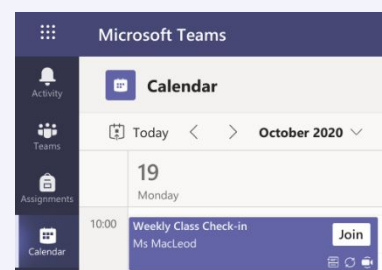 Microsoft Teams
Activity
Calendar
Teams
Today
October 2020
Assignments
19
Monday
Calendar
10:00
Weekly Class Check-in
Ms MacLeod
Join